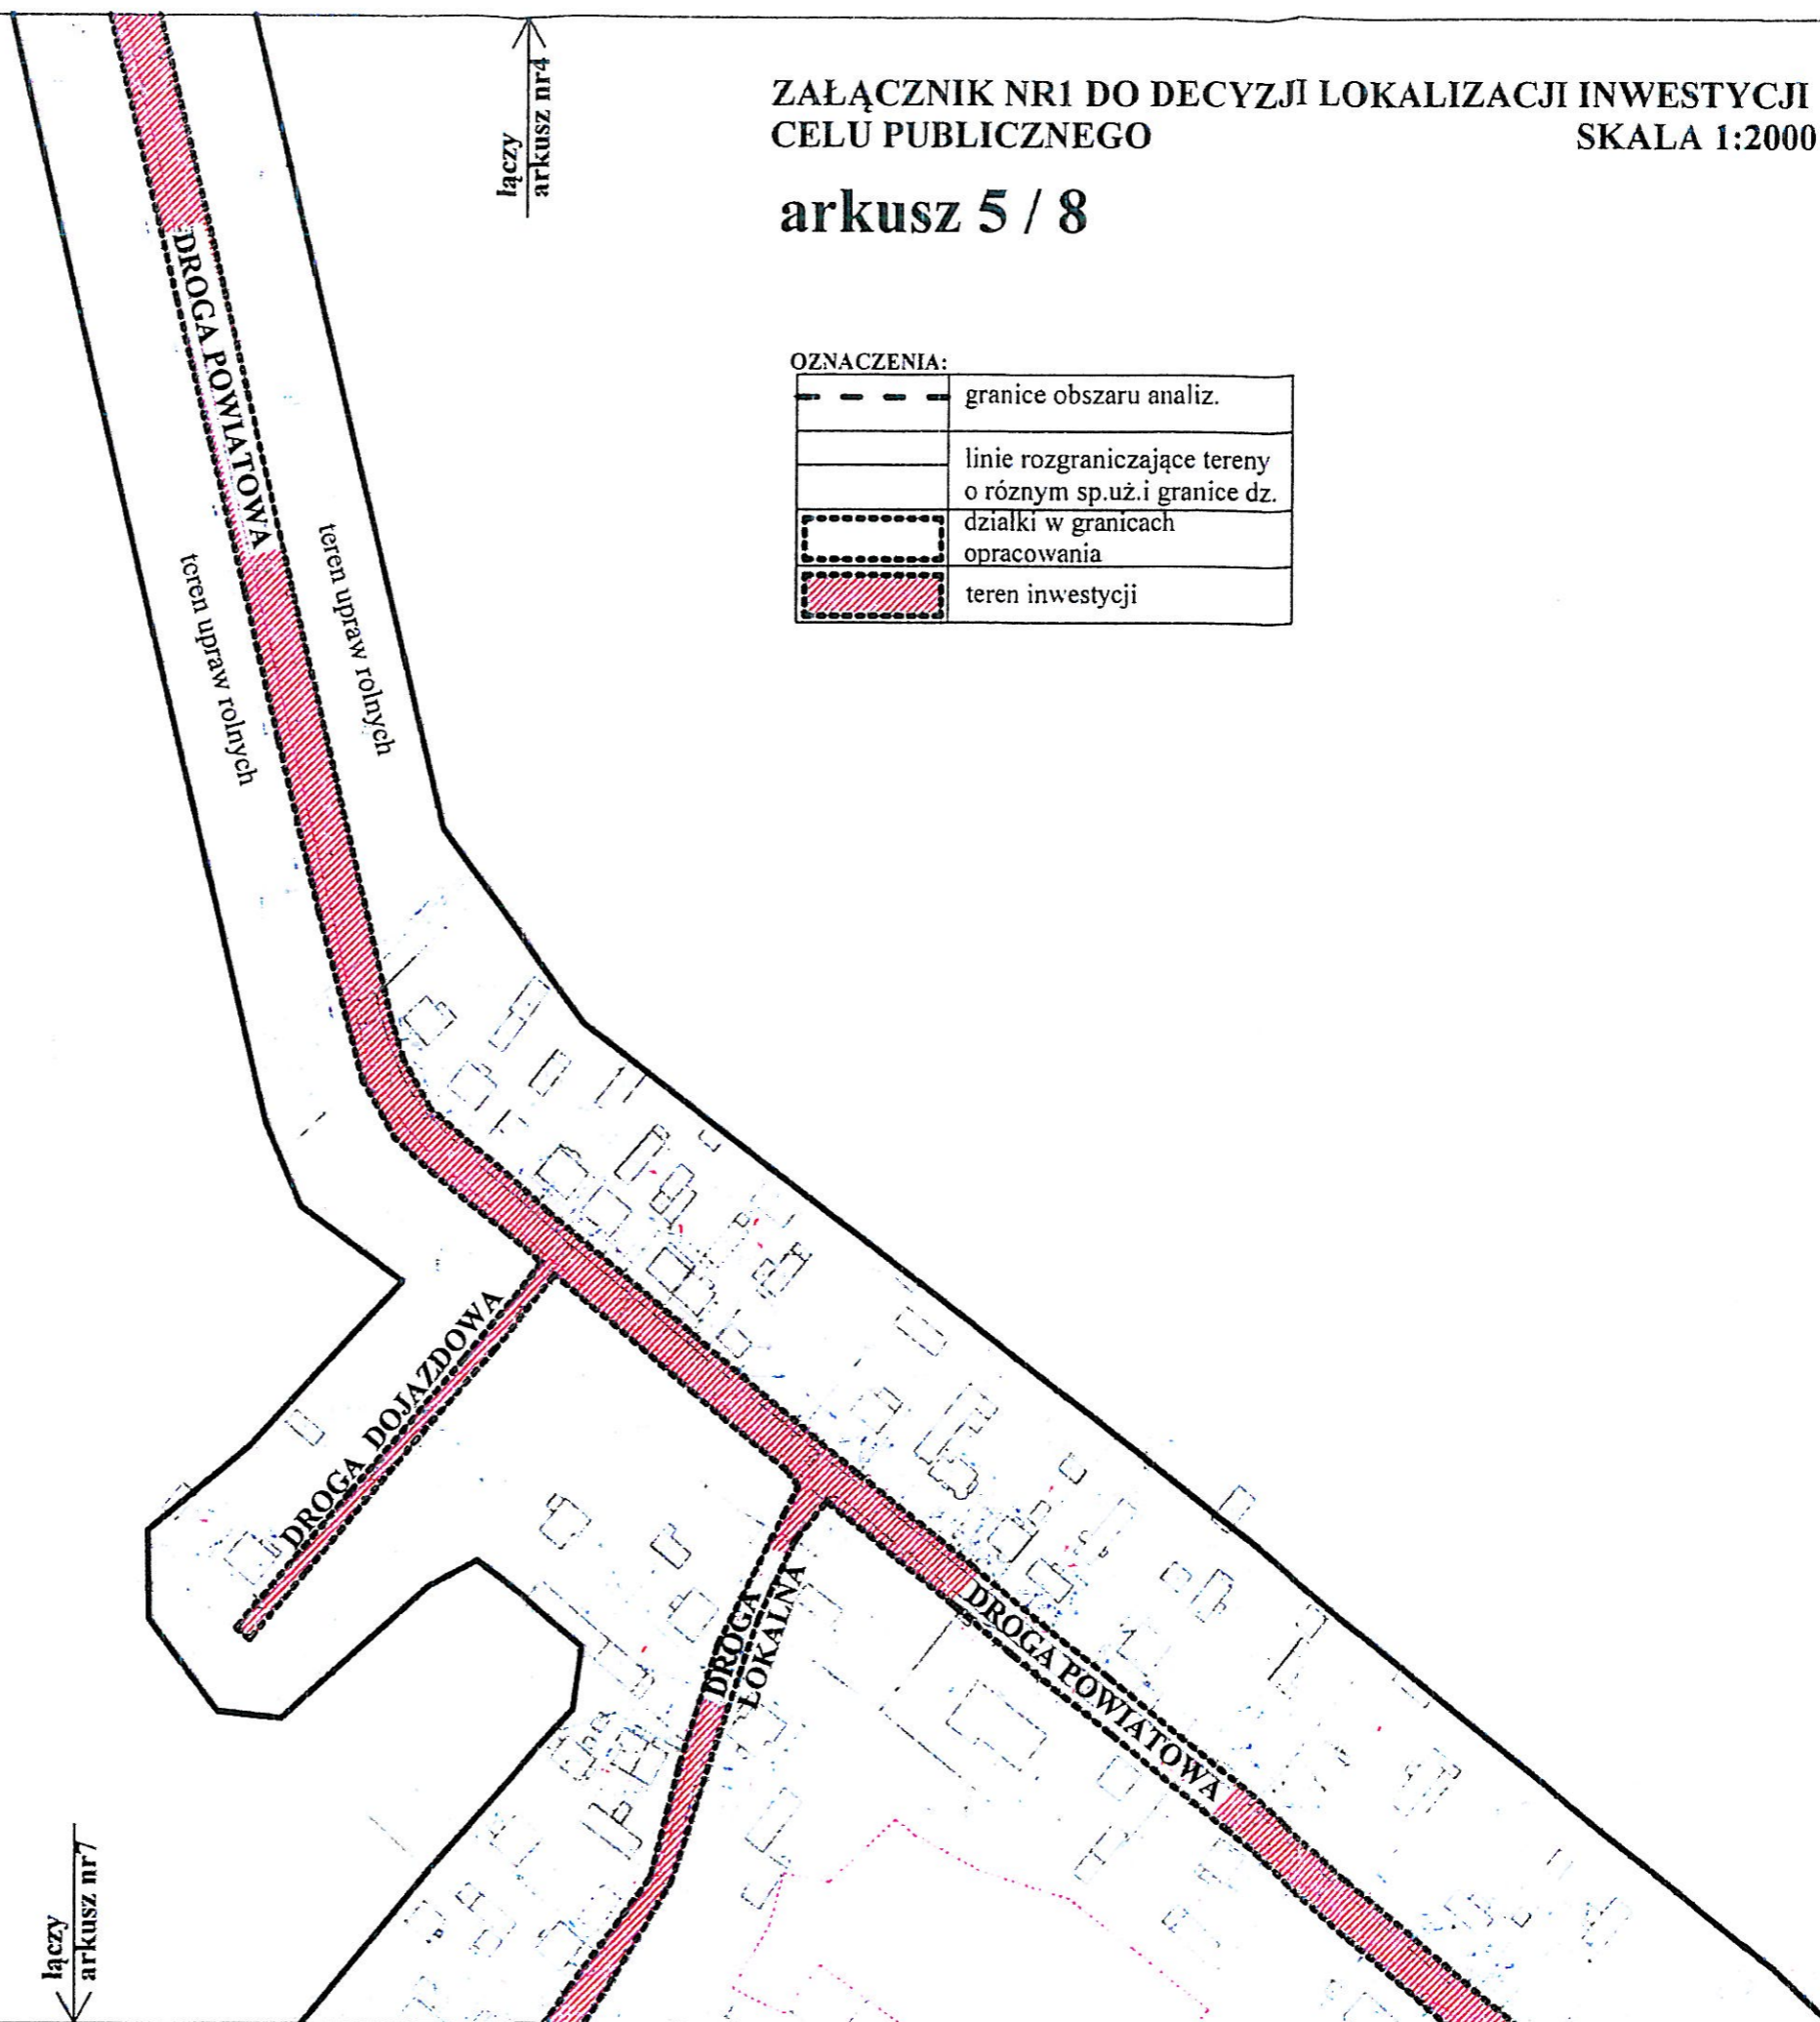 ZAŁĄCZNIK NR1 DO DECYZJI LOKALIZACJI INWESTYCJI
CELU PUBLICZNEGO SKALA 1:2000
łączy
arkusz nr4
arkusz 5 / 8
OZNACZENIA:
granice obszaru analiz.
linie rozgraniczające tereny
o róznym sp.uż.i granice dz.
działki w granicach
opracowania
teren inwestycji
DROGA POWIATOWA
teren upraw rolnych
teren upraw rolnych
DROGA DOJAZDOWA
DROGA
LOKALNA
DROGA POWIATOWA
łączy
arkusz nr7